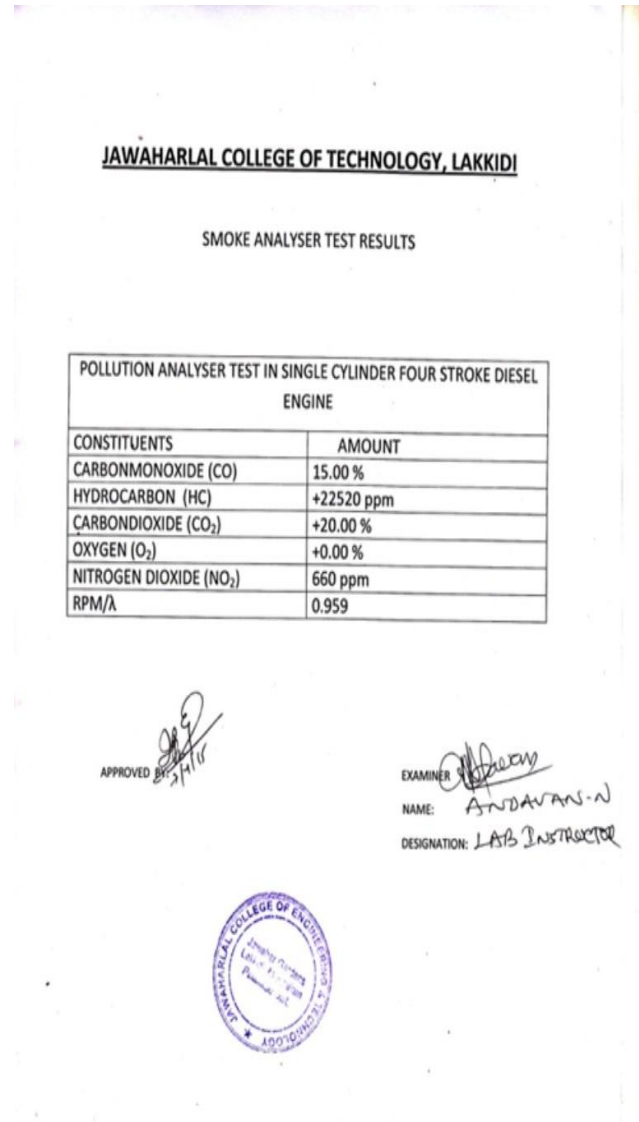 JAWAHARLAL COLLEGE OF TECHNOLOGY, LAKKIDI
SMOKE ANALYSER TEST RESULTS
POLLUTION ANALYSER TEST IN SINGLE CYLINDER FOUR STROKE DIESEL
ENGINE
CONSTITUENTS AMOUNT
CARBONMONOXIDE (CO) 15.00 %
HYDROCARBON (HC) +22520 ppm
CARBONDIOXIDE (CO₂) +20.00 %
OXYGEN (O₂) +0.00 %
NITROGEN DIOXIDE (NO₂) 660 ppm
RPM/λ 0.959
APPROVED BY:
EXAMINER
NAME: ANDAVAN-N
DESIGNATION: LAB INSTRUCTOR
JAWAHARLAL COLLEGE OF ENGINEERING & TECHNOLOGY